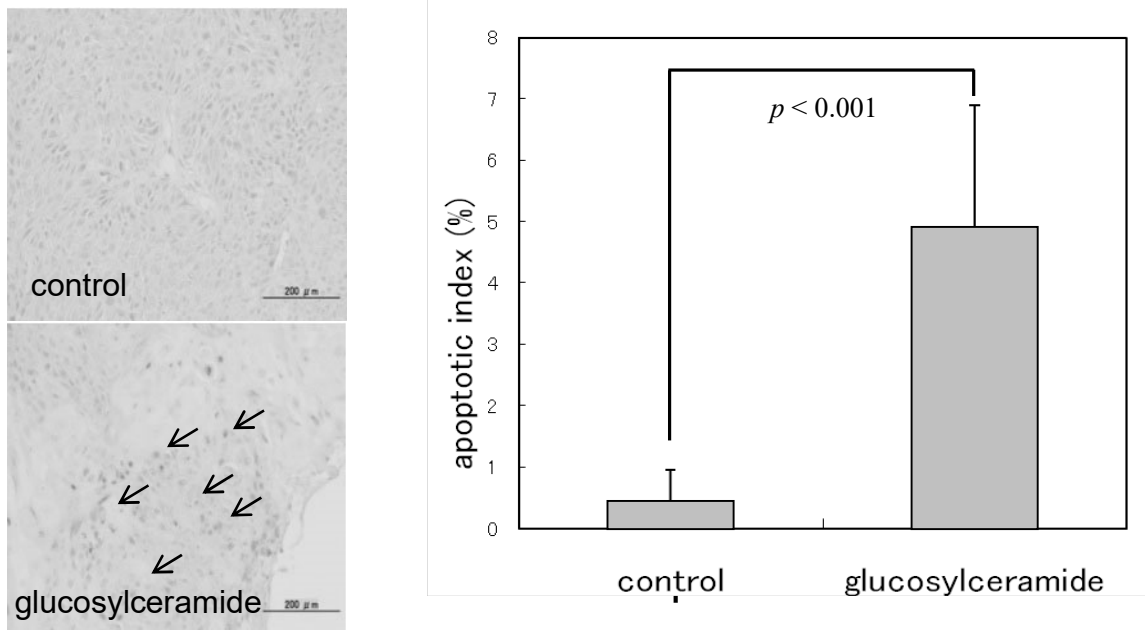 control
200 μm
glucosylceramide
200 μm
8
7
6
5
4
3
2
1
0
apoptotic index (%)
p < 0.001
control
glucosylceramide